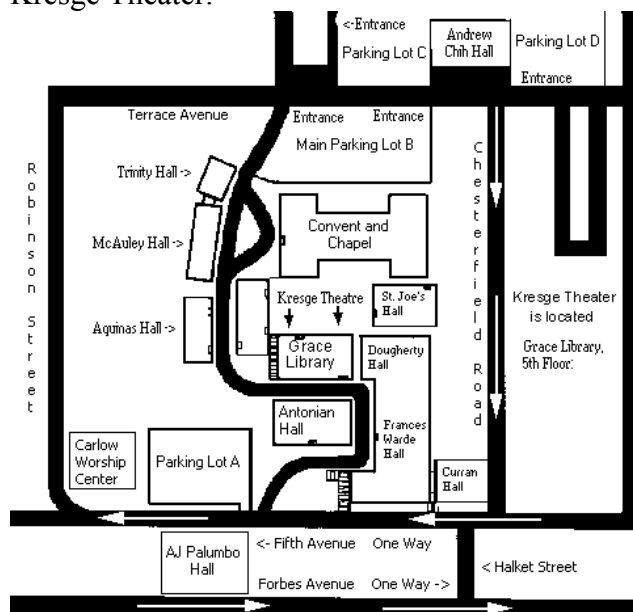 Kresge Theater.
<-Entrance
Parking Lot C
Andrew
Chih Hall
Parking Lot D
Entrance
Terrace Avenue
Entrance Entrance
Main Parking Lot B
Trinity Hall ->
Robinson Street
McAuley Hall ->
Convent and
Chapel
Chesterfield Road
Kresge Theatre
St. Joe's
Hall
Kresge Theater
is located
Grace Library,
5th Floor.
Aquinas Hall ->
Grace
Library
Dougherty
Hall
Antonian
Hall
Frances
Warde
Hall
Carlow
Worship
Center
Parking Lot A
Curran
Hall
AJ Palumbo
Hall
<- Fifth Avenue One Way
Forbes Avenue One Way ->
< Halket Street